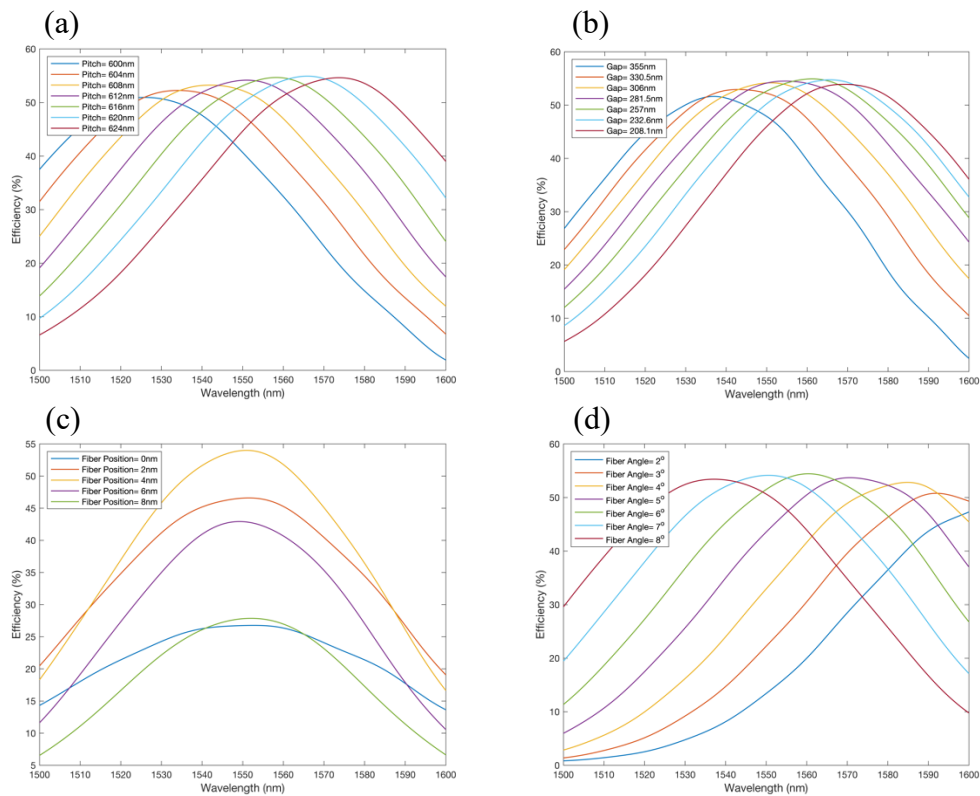 (a)
60
50
40
30
20
10
0
Efficiency (%)
Pitch= 600nm
Pitch= 604nm
Pitch= 608nm
Pitch= 612nm
Pitch= 616nm
Pitch= 620nm
Pitch= 624nm
1500 1510 1520 1530 1540 1550 1560 1570 1580 1590 1600
Wavelength (nm)
(b)
60
50
40
30
20
10
0
Efficiency (%)
Gap= 355nm
Gap= 330.5nm
Gap= 306nm
Gap= 281.5nm
Gap= 257nm
Gap= 232.6nm
Gap= 208.1nm
1500 1510 1520 1530 1540 1550 1560 1570 1580 1590 1600
Wavelength (nm)
(c)
55
50
45
40
35
30
25
20
15
10
5
Efficiency (%)
Fiber Position= 0nm
Fiber Position= 2nm
Fiber Position= 4nm
Fiber Position= 6nm
Fiber Position= 8nm
1500 1510 1520 1530 1540 1550 1560 1570 1580 1590 1600
Wavelength (nm)
(d)
60
50
40
30
20
10
0
Efficiency (%)
Fiber Angle= 2°
Fiber Angle= 3°
Fiber Angle= 4°
Fiber Angle= 5°
Fiber Angle= 6°
Fiber Angle= 7°
Fiber Angle= 8°
1500 1510 1520 1530 1540 1550 1560 1570 1580 1590 1600
Wavelength (nm)